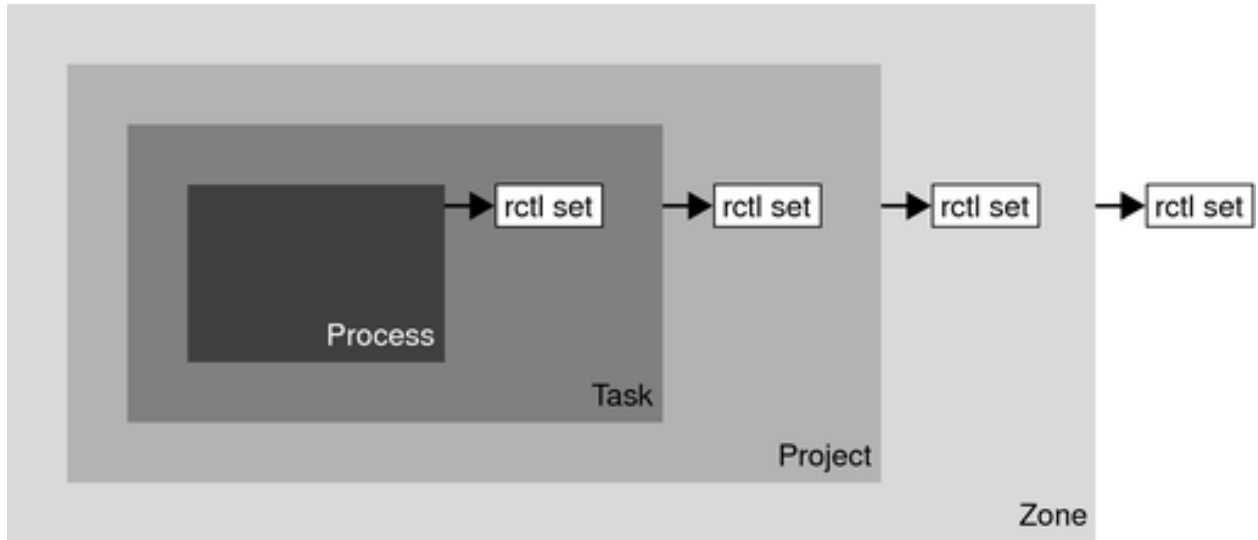 rctl set rctl set rctl set rctl set
Process
Task
Project
Zone